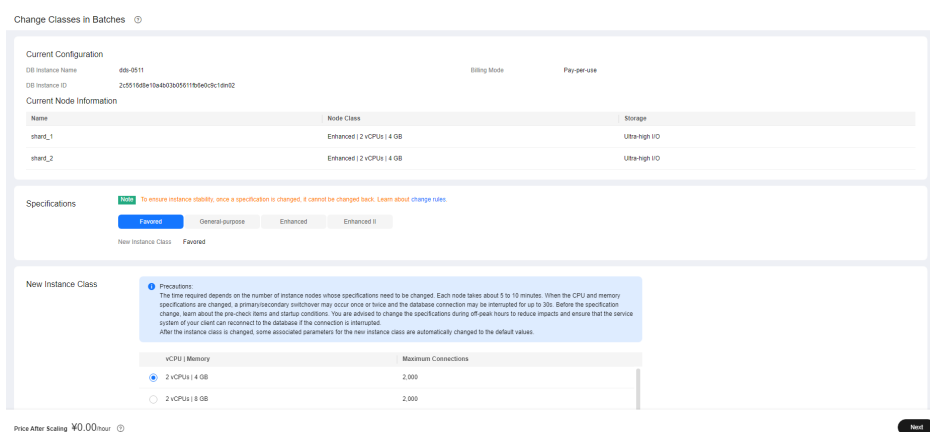 Change Classes in Batches
Current Configuration
DB Instance Name dds-0511 Billing Mode Pay-per-use
DB Instance ID 2c5516d8e10a4b03b05611fb6e0c9c1din02
Current Node Information
Name Node Class Storage
shard_1 Enhanced | 2 vCPUs | 4 GB Ultra-high I/O
shard_2 Enhanced | 2 vCPUs | 4 GB Ultra-high I/O
Specifications
Note To ensure instance stability, once a specification is changed, it cannot be changed back. Learn about change rules.
Favored General-purpose Enhanced Enhanced II
New Instance Class Favored
New Instance Class
Precautions:
The time required depends on the number of instance nodes whose specifications need to be changed. Each node takes about 5 to 10 minutes. When the CPU and memory
specifications are changed, a primary/secondary switchover may occur once or twice and the database connection may be interrupted for up to 30s. Before the specification
change, learn about the pre-check items and startup conditions. You are advised to change the specifications during off-peak hours to reduce impacts and ensure that the service
system of your client can reconnect to the database if the connection is interrupted.
After the instance class is changed, some associated parameters for the new instance class are automatically changed to the default values.
vCPU | Memory Maximum Connections
2 vCPUs | 4 GB 2,000
2 vCPUs | 8 GB 2,000
Price After Scaling ¥0.00/hour
Next